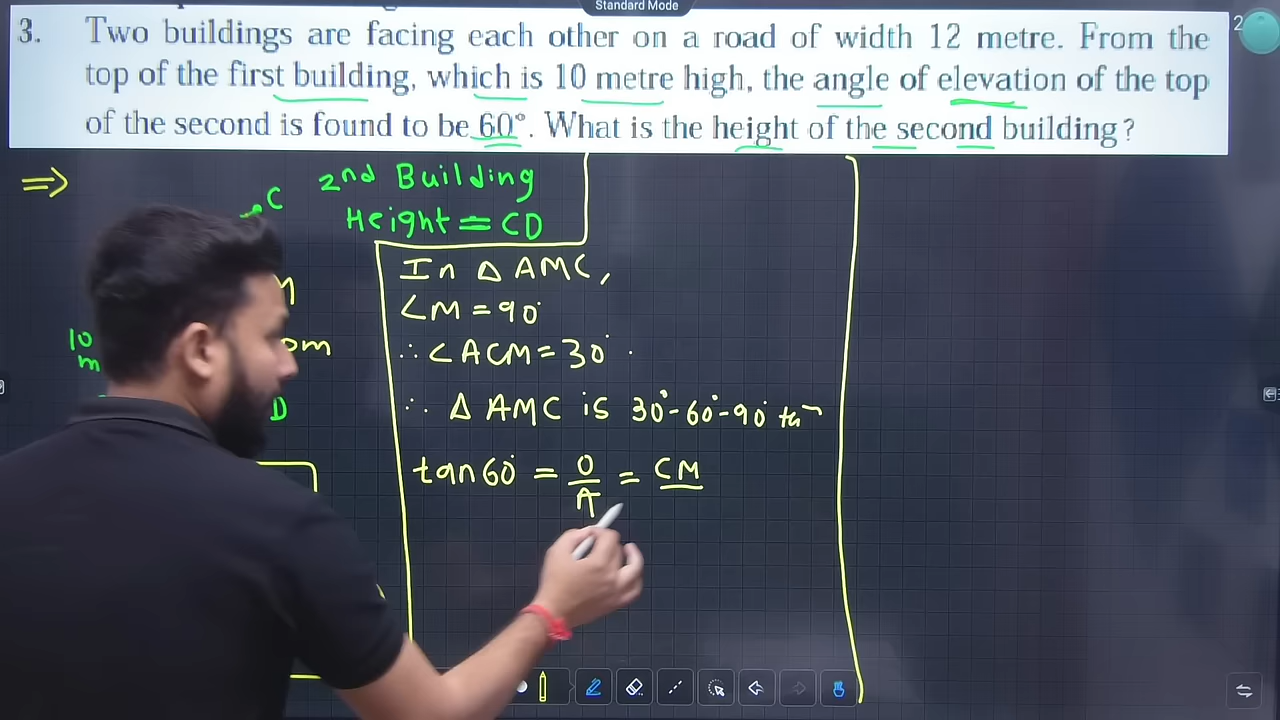 Standard Mode
3. Two buildings are facing each other on a road of width 12 metre. From the
top of the first building, which is 10 metre high, the angle of elevation of the top
of the second is found to be 60°. What is the height of the second building?
2
⇒
C
2nd Building
Height = CD
M
10
m
om
D
In △ AMC,
∠M = 90°
∴ ∠ACM = 30°.
∴ △ AMC is 30°-60°-90°
tan60° = O/A = CM